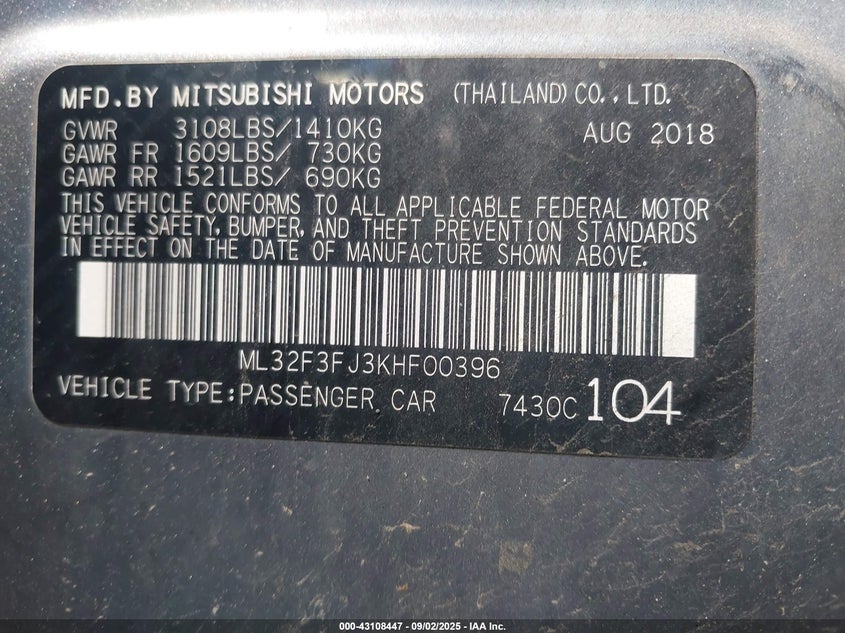 MFD.BY MITSUBISHI MOTORS (THAILAND) CO.,LTD.
GVWR 3108LBS/1410KG AUG 2018
GAWR FR 1609LBS/ 730KG
GAWR RR 1521LBS/ 690KG
THIS VEHICLE CONFORMS TO ALL APPLICABLE FEDERAL MOTOR
VEHICLE SAFETY, BUMPER, AND THEFT PREVENTION STANDARDS
IN EFFECT ON THE DATE OF MANUFACTURE SHOWN ABOVE.
ML32F3FJ3KHF00396
VEHICLE TYPE:PASSENGER CAR 7430C 104
000-43108447 - 09/02/2025 - IAA Inc.